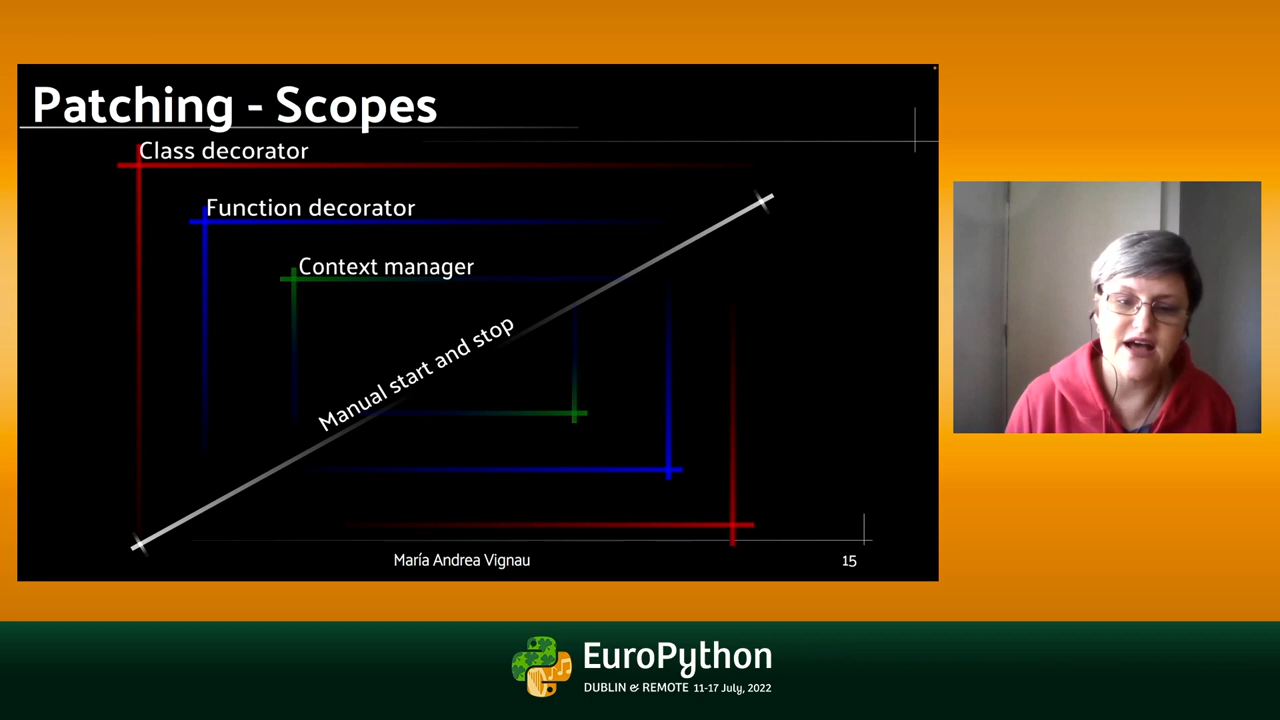 Patching - Scopes
Class decorator
Function decorator
Context manager
Manual start and stop
María Andrea Vignau
15
EuroPython
DUBLIN & REMOTE 11-17 July, 2022